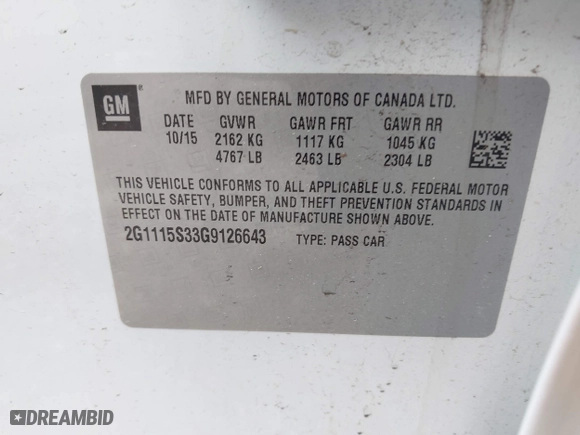 GM ®
MFD BY GENERAL MOTORS OF CANADA LTD.
DATE GVWR GAWR FRT GAWR RR
10/15 2162 KG 1117 KG 1045 KG
4767 LB 2463 LB 2304 LB
THIS VEHICLE CONFORMS TO ALL APPLICABLE U.S. FEDERAL MOTOR
VEHICLE SAFETY, BUMPER, AND THEFT PREVENTION STANDARDS IN
EFFECT ON THE DATE OF MANUFACTURE SHOWN ABOVE.
2G1115S33G9126643 TYPE: PASS CAR
DREAMBID